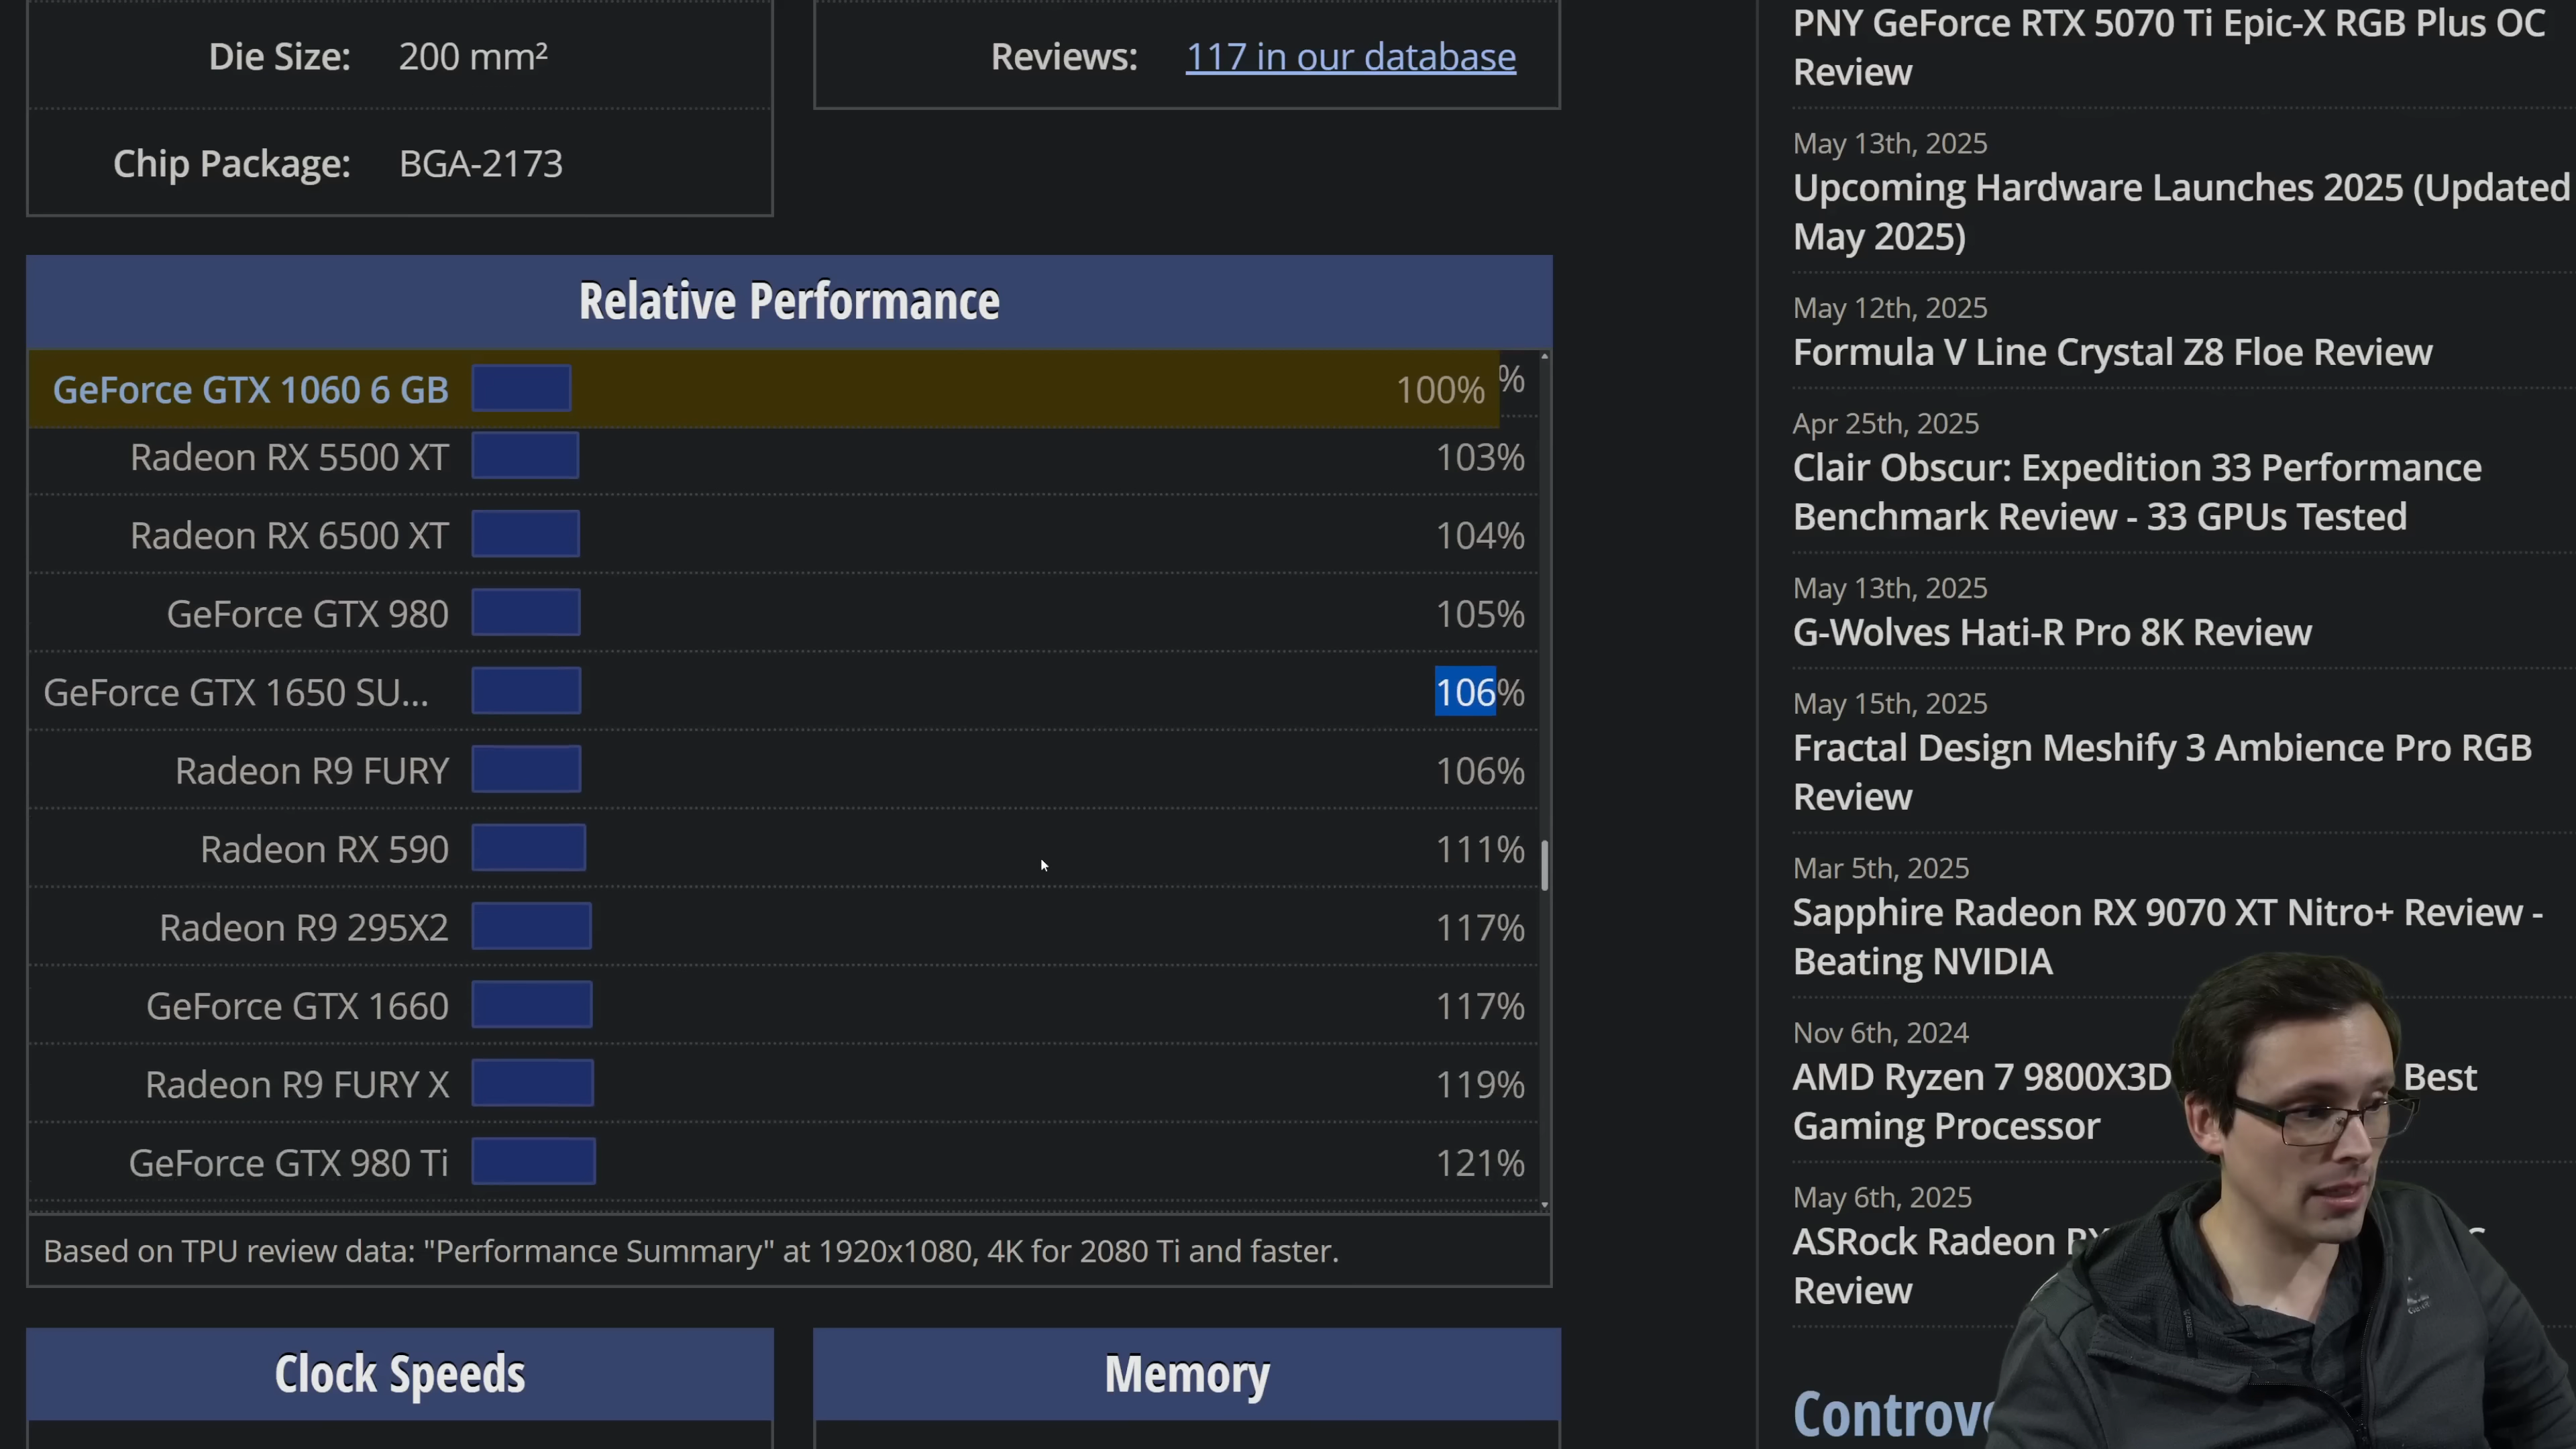 Die Size: 200 mm²
Chip Package: BGA-2173
Reviews: 117 in our database
Relative Performance
%
GeForce GTX 1060 6 GB 100%
Radeon RX 5500 XT 103%
Radeon RX 6500 XT 104%
GeForce GTX 980 105%
GeForce GTX 1650 SU... 106%
Radeon R9 FURY 106%
Radeon RX 590 111%
Radeon R9 295X2 117%
GeForce GTX 1660 117%
Radeon R9 FURY X 119%
GeForce GTX 980 Ti 121%
Based on TPU review data: "Performance Summary" at 1920x1080, 4K for 2080 Ti and faster.
Clock Speeds
Memory
PNY GeForce RTX 5070 Ti Epic-X RGB Plus OC
Review
May 13th, 2025
Upcoming Hardware Launches 2025 (Updated
May 2025)
May 12th, 2025
Formula V Line Crystal Z8 Floe Review
Apr 25th, 2025
Clair Obscur: Expedition 33 Performance
Benchmark Review - 33 GPUs Tested
May 13th, 2025
G-Wolves Hati-R Pro 8K Review
May 15th, 2025
Fractal Design Meshify 3 Ambience Pro RGB
Review
Mar 5th, 2025
Sapphire Radeon RX 9070 XT Nitro+ Review -
Beating NVIDIA
Nov 6th, 2024
AMD Ryzen 7 9800X3D Best
Gaming Processor
May 6th, 2025
ASRock Radeon
Review